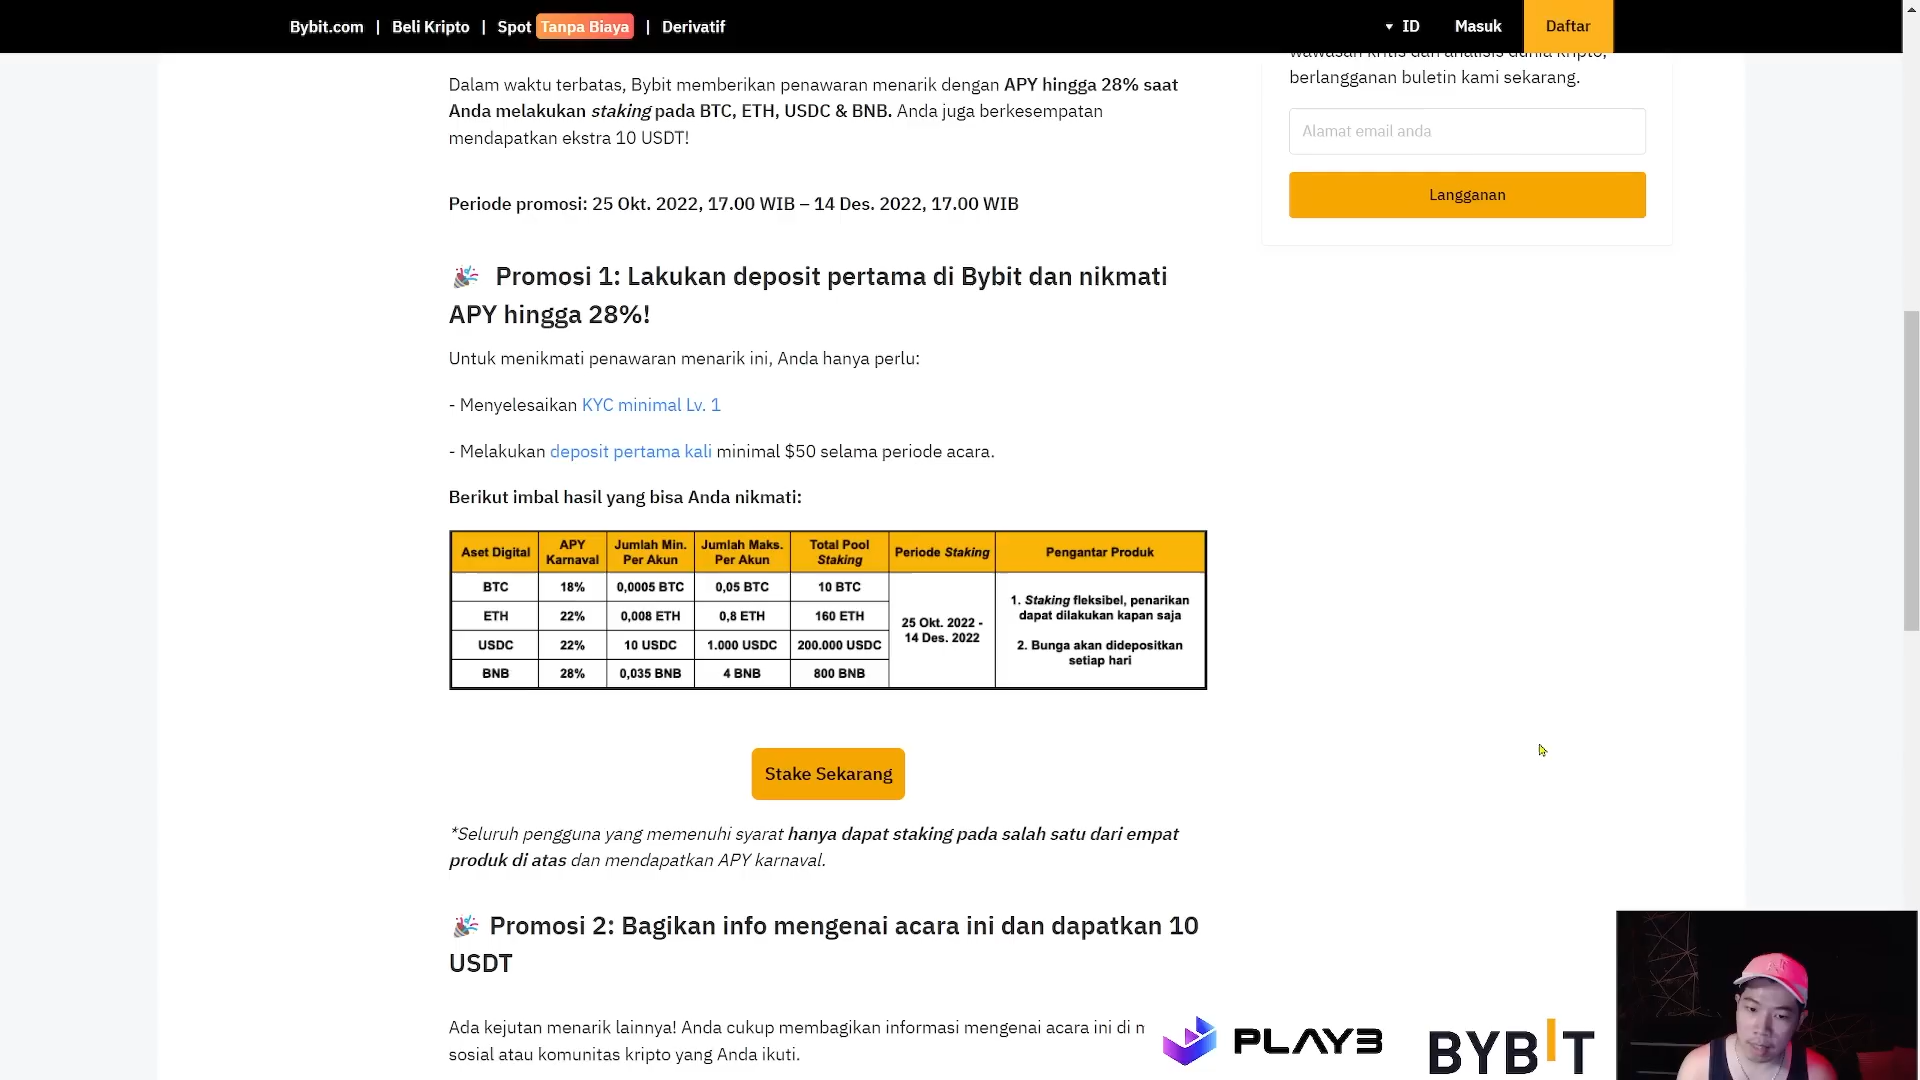 Bybit.com | Beli Kripto | Spot Tanpa Biaya | Derivatif
ID Masuk Daftar
wawasan kritis dan analisis dunia kripto,
berlangganan buletin kami sekarang.
Alamat email anda
Langganan
Dalam waktu terbatas, Bybit memberikan penawaran menarik dengan APY hingga 28% saat
Anda melakukan staking pada BTC, ETH, USDC & BNB. Anda juga berkesempatan
mendapatkan ekstra 10 USDT!
Periode promosi: 25 Okt. 2022, 17.00 WIB – 14 Des. 2022, 17.00 WIB
Promosi 1: Lakukan deposit pertama di Bybit dan nikmati
APY hingga 28%!
Untuk menikmati penawaran menarik ini, Anda hanya perlu:
- Menyelesaikan KYC minimal Lv. 1
- Melakukan deposit pertama kali minimal $50 selama periode acara.
Berikut imbal hasil yang bisa Anda nikmati:
Aset Digital
APY
Karnaval
Jumlah Min.
Per Akun
Jumlah Maks.
Per Akun
Total Pool
Staking
Periode Staking
Pengantar Produk
BTC 18% 0,0005 BTC 0,05 BTC 10 BTC
ETH 22% 0,008 ETH 0,8 ETH 160 ETH
USDC 22% 10 USDC 1.000 USDC 200.000 USDC
BNB 28% 0,035 BNB 4 BNB 800 BNB
25 Okt. 2022 -
14 Des. 2022
1. Staking fleksibel, penarikan
dapat dilakukan kapan saja
2. Bunga akan didepositkan
setiap hari
Stake Sekarang
*Seluruh pengguna yang memenuhi syarat hanya dapat staking pada salah satu dari empat
produk di atas dan mendapatkan APY karnaval.
Promosi 2: Bagikan info mengenai acara ini dan dapatkan 10
USDT
Ada kejutan menarik lainnya! Anda cukup membagikan informasi mengenai acara ini di
sosial atau komunitas kripto yang Anda ikuti.
PLAY3
BYBIT